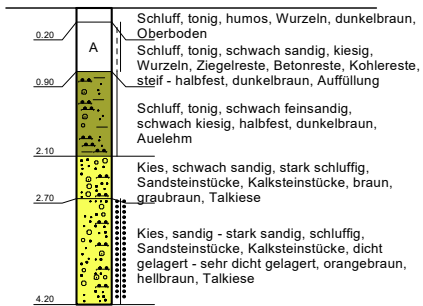 Schluff, tonig, humos, Wurzeln, dunkelbraun,
0.20
Oberboden
A
Schluff, tonig, schwach sandig, kiesig,
Wurzeln, Ziegelreste, Betonreste, Kohlereste,
0.90
steif - halbfest, dunkelbraun, Auffüllung
Schluff, tonig, schwach feinsandig,
schwach kiesig, halbfest, dunkelbraun,
Auelehm
2.10
Kies, schwach sandig, stark schluffig,
Sandsteinstücke, Kalksteinstücke, braun,
2.70
graubraun, Talkiese
Kies, sandig - stark sandig, schluffig,
Sandsteinstücke, Kalksteinstücke, dicht
gelagert - sehr dicht gelagert, orangebraun,
hellbraun, Talkiese
4.20